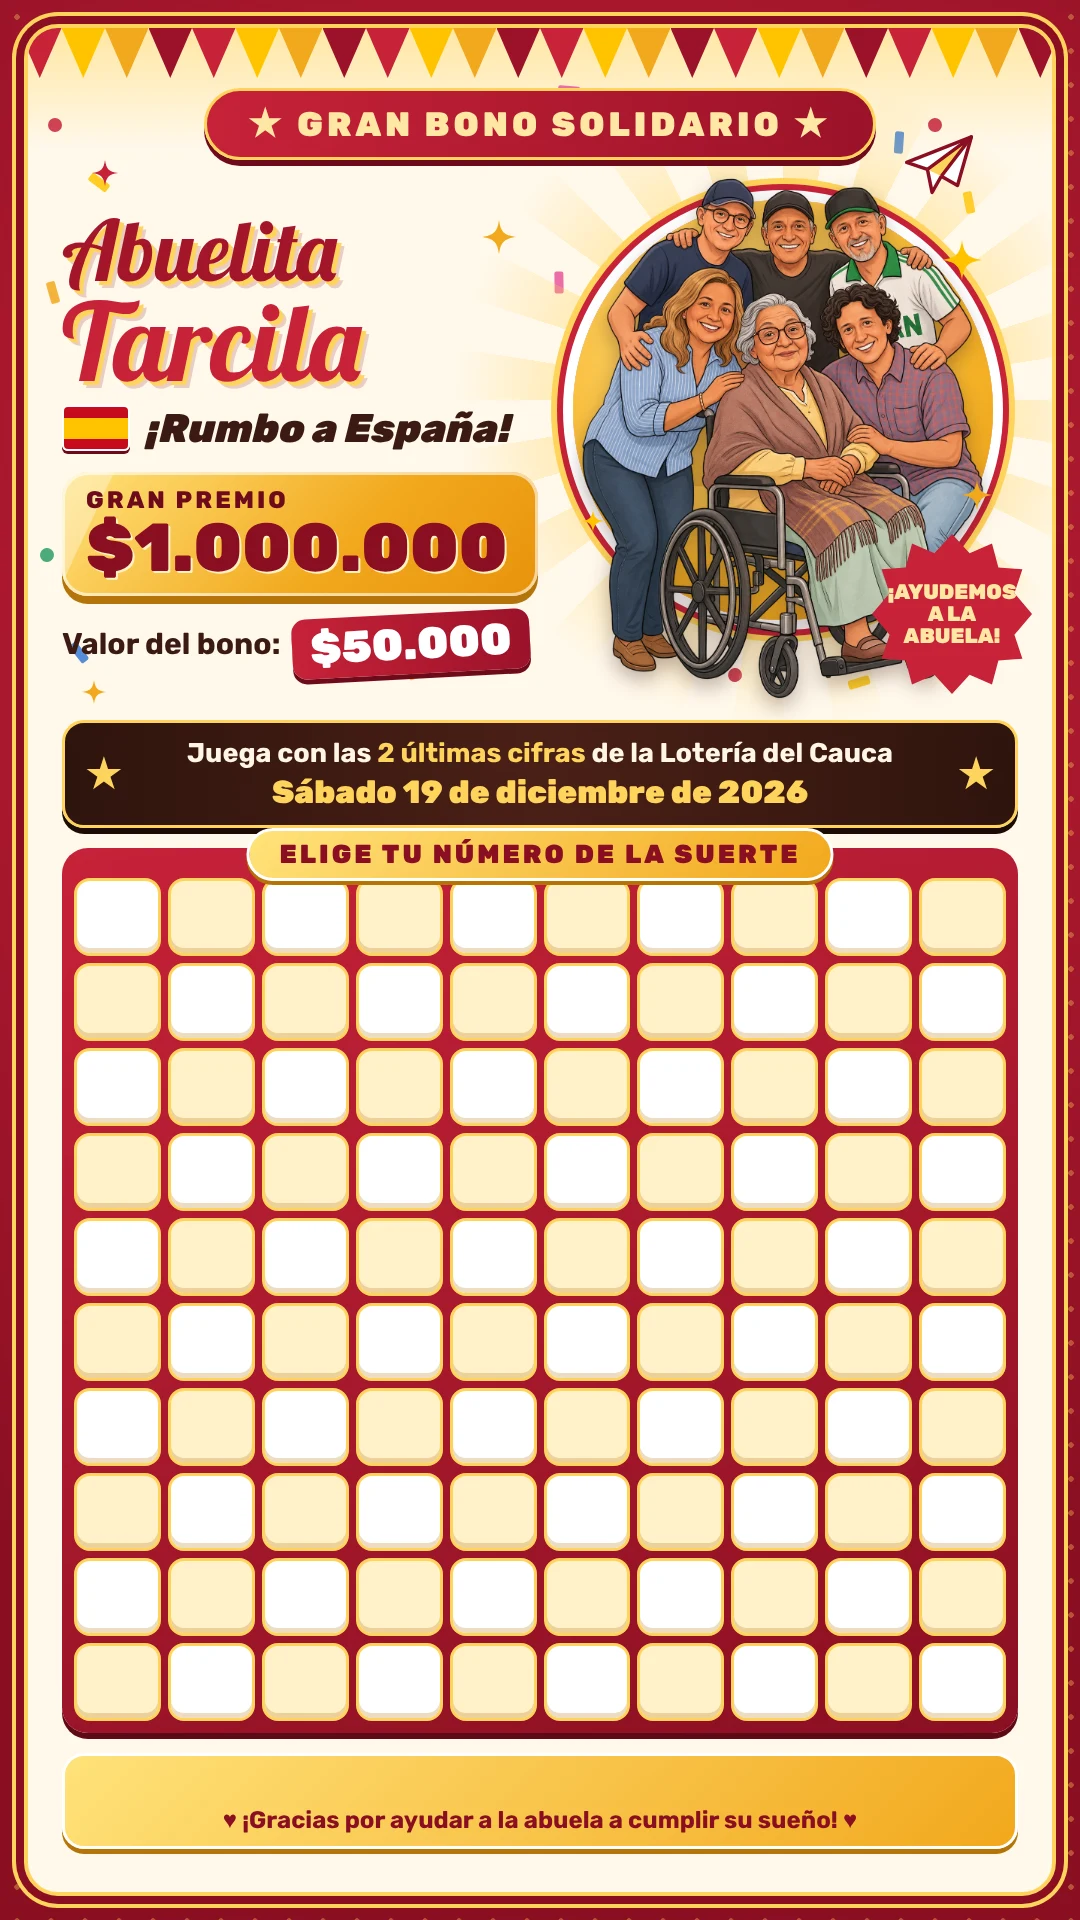 ★ GRAN BONO SOLIDARIO ★
Abuelita
Tarcila
¡Rumbo a España!
GRAN PREMIO
$1.000.000
Valor del bono: $50.000
¡AYUDEMOS
A LA
ABUELA!
Juega con las 2 últimas cifras de la Lotería del Cauca
★ Sábado 19 de diciembre de 2026 ★
ELIGE TU NÚMERO DE LA SUERTE
♥ ¡Gracias por ayudar a la abuela a cumplir su sueño! ♥